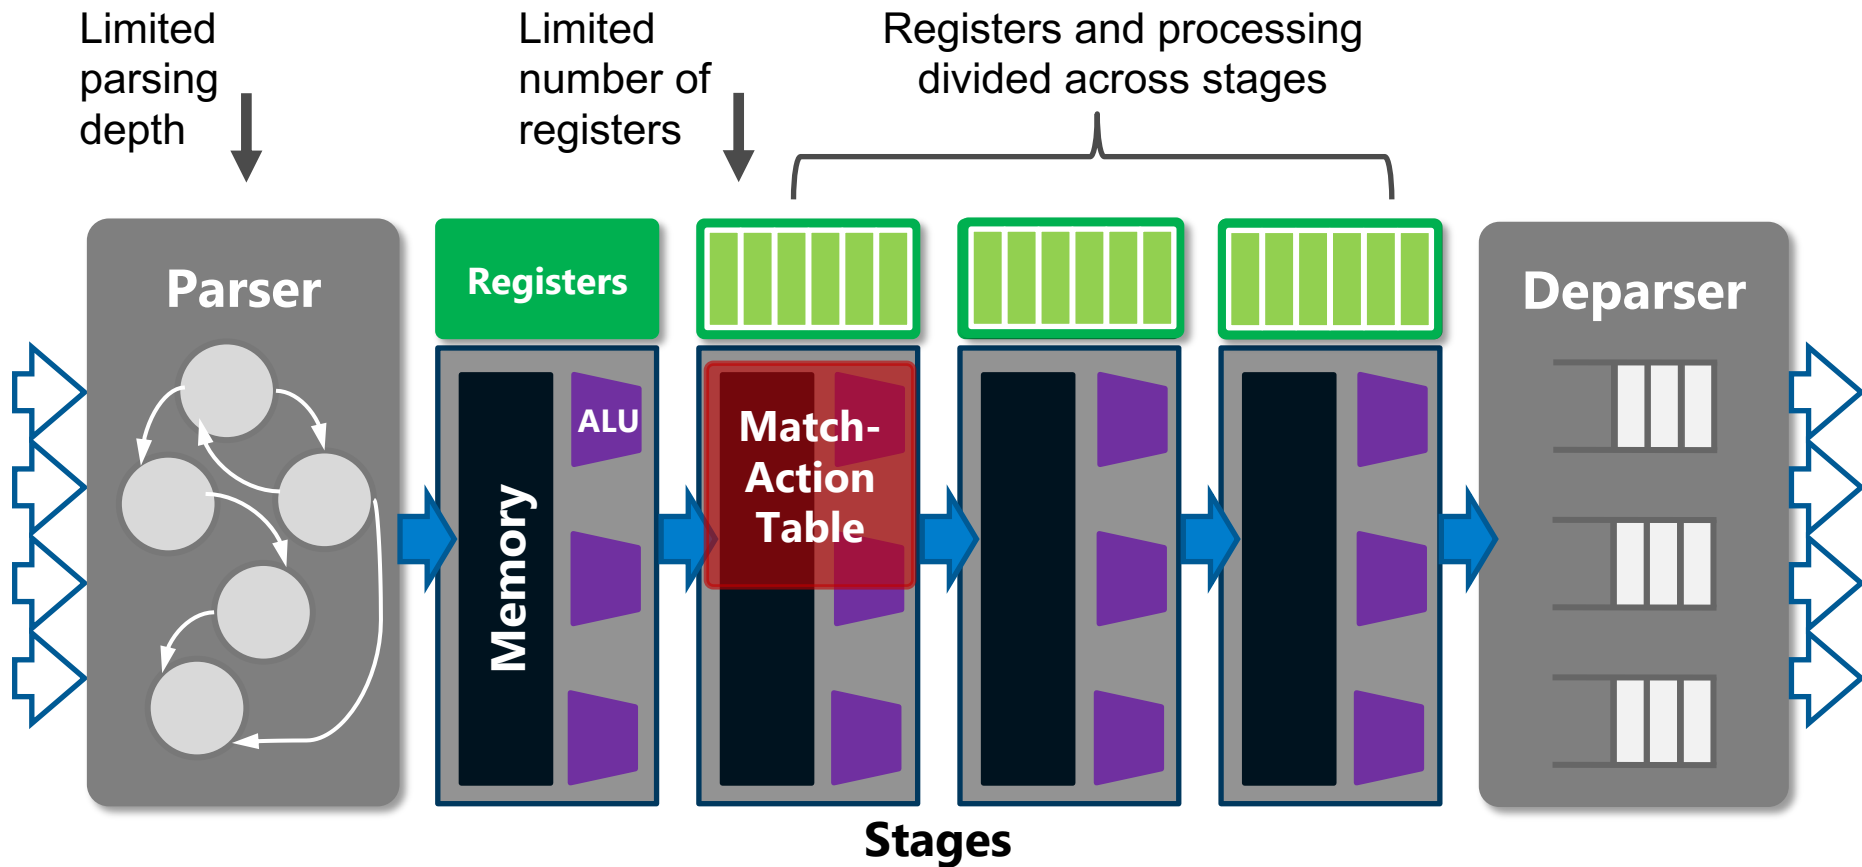 Limited
parsing
depth
Limited
number of
registers
Registers and processing
divided across stages
Parser
Registers
Deparser
Memory
ALU
Match-
Action
Table
Stages